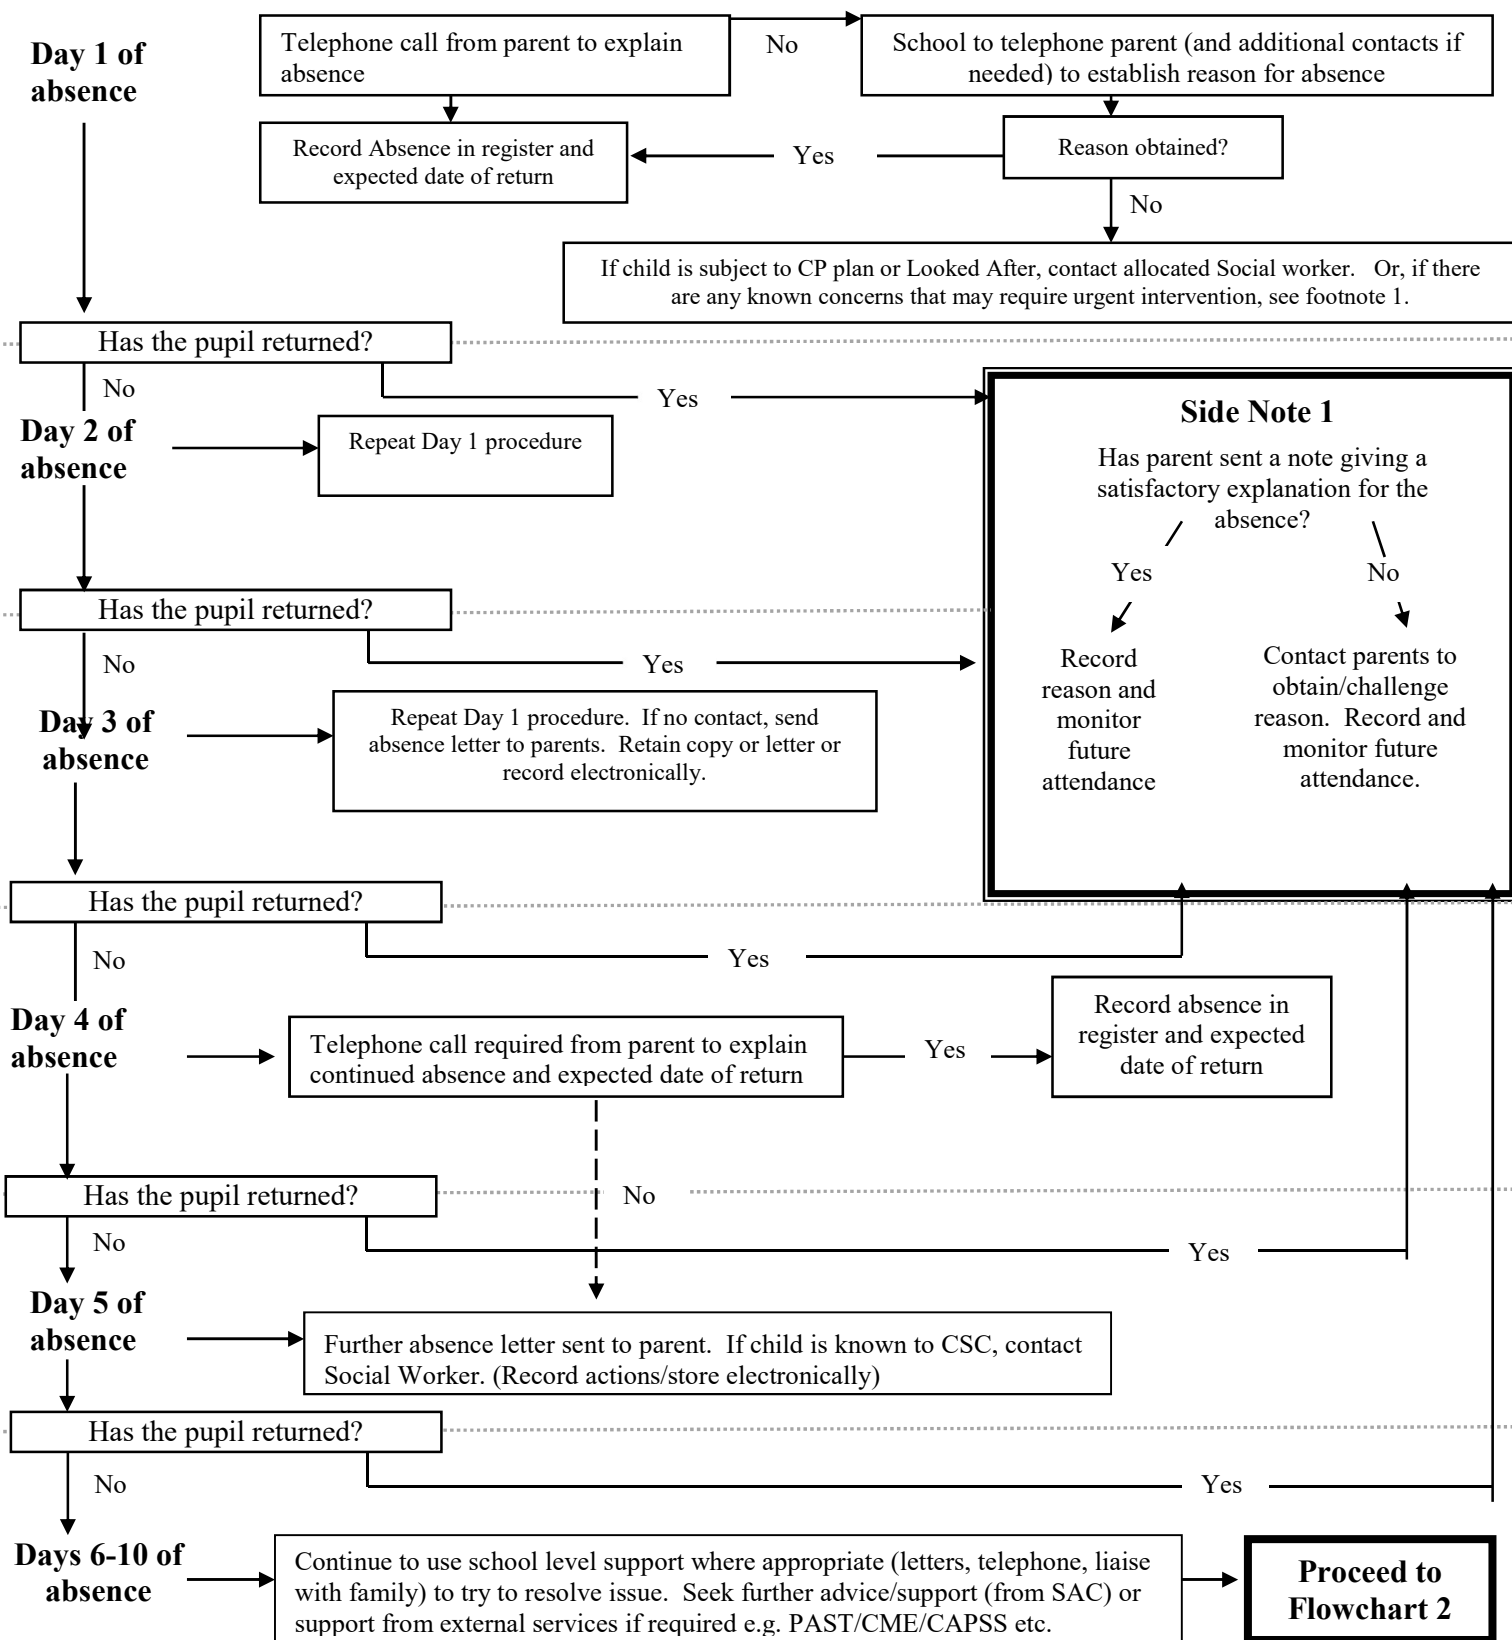 Day 1 of
absence
Telephone call from parent to explain
absence
No
School to telephone parent (and additional contacts if
needed) to establish reason for absence
Record Absence in register and
expected date of return
Yes
Reason obtained?
No
If child is subject to CP plan or Looked After, contact allocated Social worker. Or, if there
are any known concerns that may require urgent intervention, see footnote 1.
Has the pupil returned?
No
Yes
Day 2 of
absence
Repeat Day 1 procedure
Side Note 1
Has parent sent a note giving a
satisfactory explanation for the
absence?
Yes
No
Record
reason and
monitor
future
attendance
Contact parents to
obtain/challenge
reason. Record and
monitor future
attendance.
Has the pupil returned?
No
Yes
Day 3 of
absence
Repeat Day 1 procedure. If no contact, send
absence letter to parents. Retain copy or letter or
record electronically.
Has the pupil returned?
No
Yes
Day 4 of
absence
Telephone call required from parent to explain
continued absence and expected date of return
Yes
Record absence in
register and expected
date of return
Has the pupil returned?
No
No
Yes
Day 5 of
absence
Further absence letter sent to parent. If child is known to CSC, contact
Social Worker. (Record actions/store electronically)
Has the pupil returned?
No
Yes
Days 6-10 of
absence
Continue to use school level support where appropriate (letters, telephone, liaise
with family) to try to resolve issue. Seek further advice/support (from SAC) or
support from external services if required e.g. PAST/CME/CAPSS etc.
Proceed to
Flowchart 2